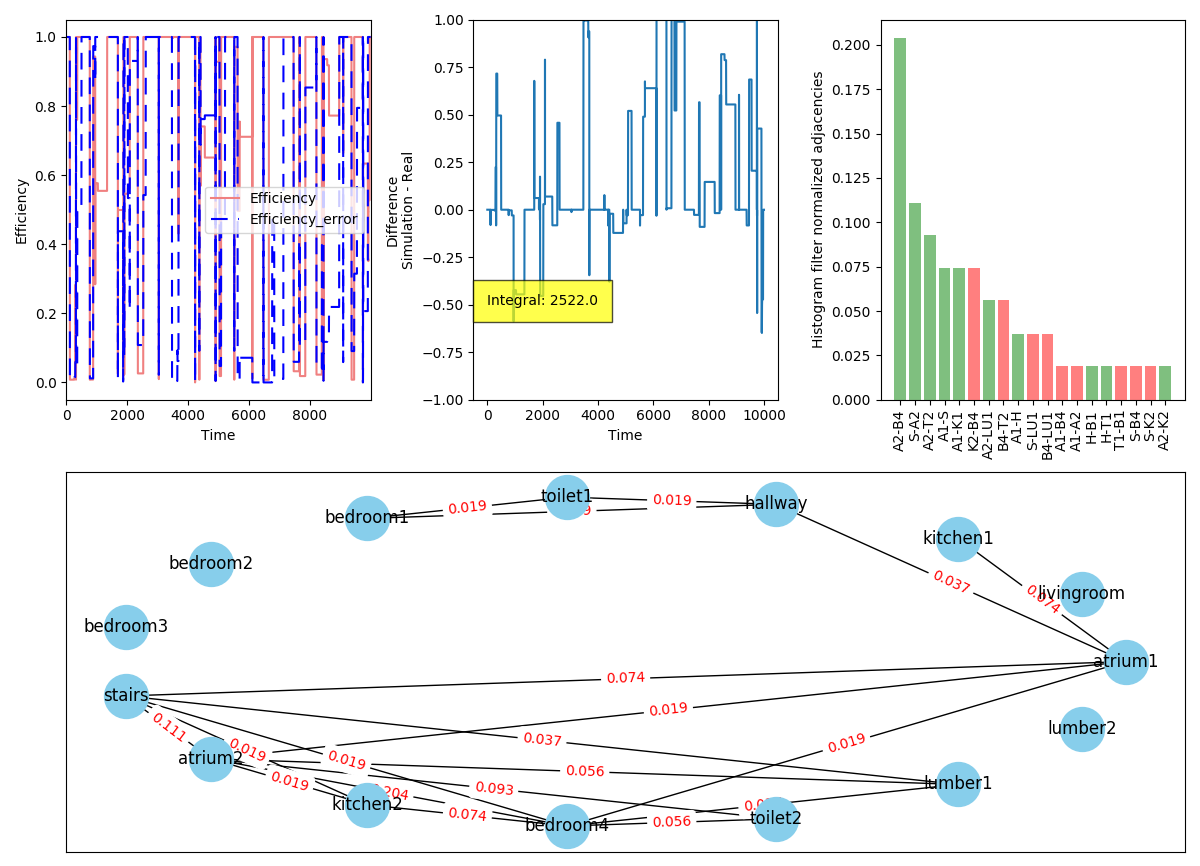 1.0
0.8
0.6
0.4
0.2
0.0
Efficiency
0
2000
4000
6000
8000
Time
Efficiency
Efficiency_error
1.00
0.75
0.50
0.25
0.00
−0.25
−0.50
−0.75
−1.00
Difference
Simulation - Real
Integral: 2522.0
0
2000
4000
6000
8000
10000
Time
0.200
0.175
0.150
0.125
0.100
0.075
0.050
0.025
0.000
Histogram filter normalized adjacencies
A2-B4
S-A2
A2-T2
A1-S
A1-K1
K2-B4
A2-LU1
B4-T2
A1-H
S-LU1
B4-LU1
A1-B4
A1-A2
H-B1
H-T1
T1-B1
S-B4
S-K2
A2-K2
toilet1
hallway
bedroom1
0.019
0.019
kitchen1
bedroom2
0.037
0.074
livingroom
bedroom3
atrium1
0.074
stairs
0.019
0.111
lumber2
0.037
0.019
0.019
0.019
atrium2
0.056
0.019
0.093
lumber1
0.204
kitchen2
0.074
0.056
toilet2
bedroom4